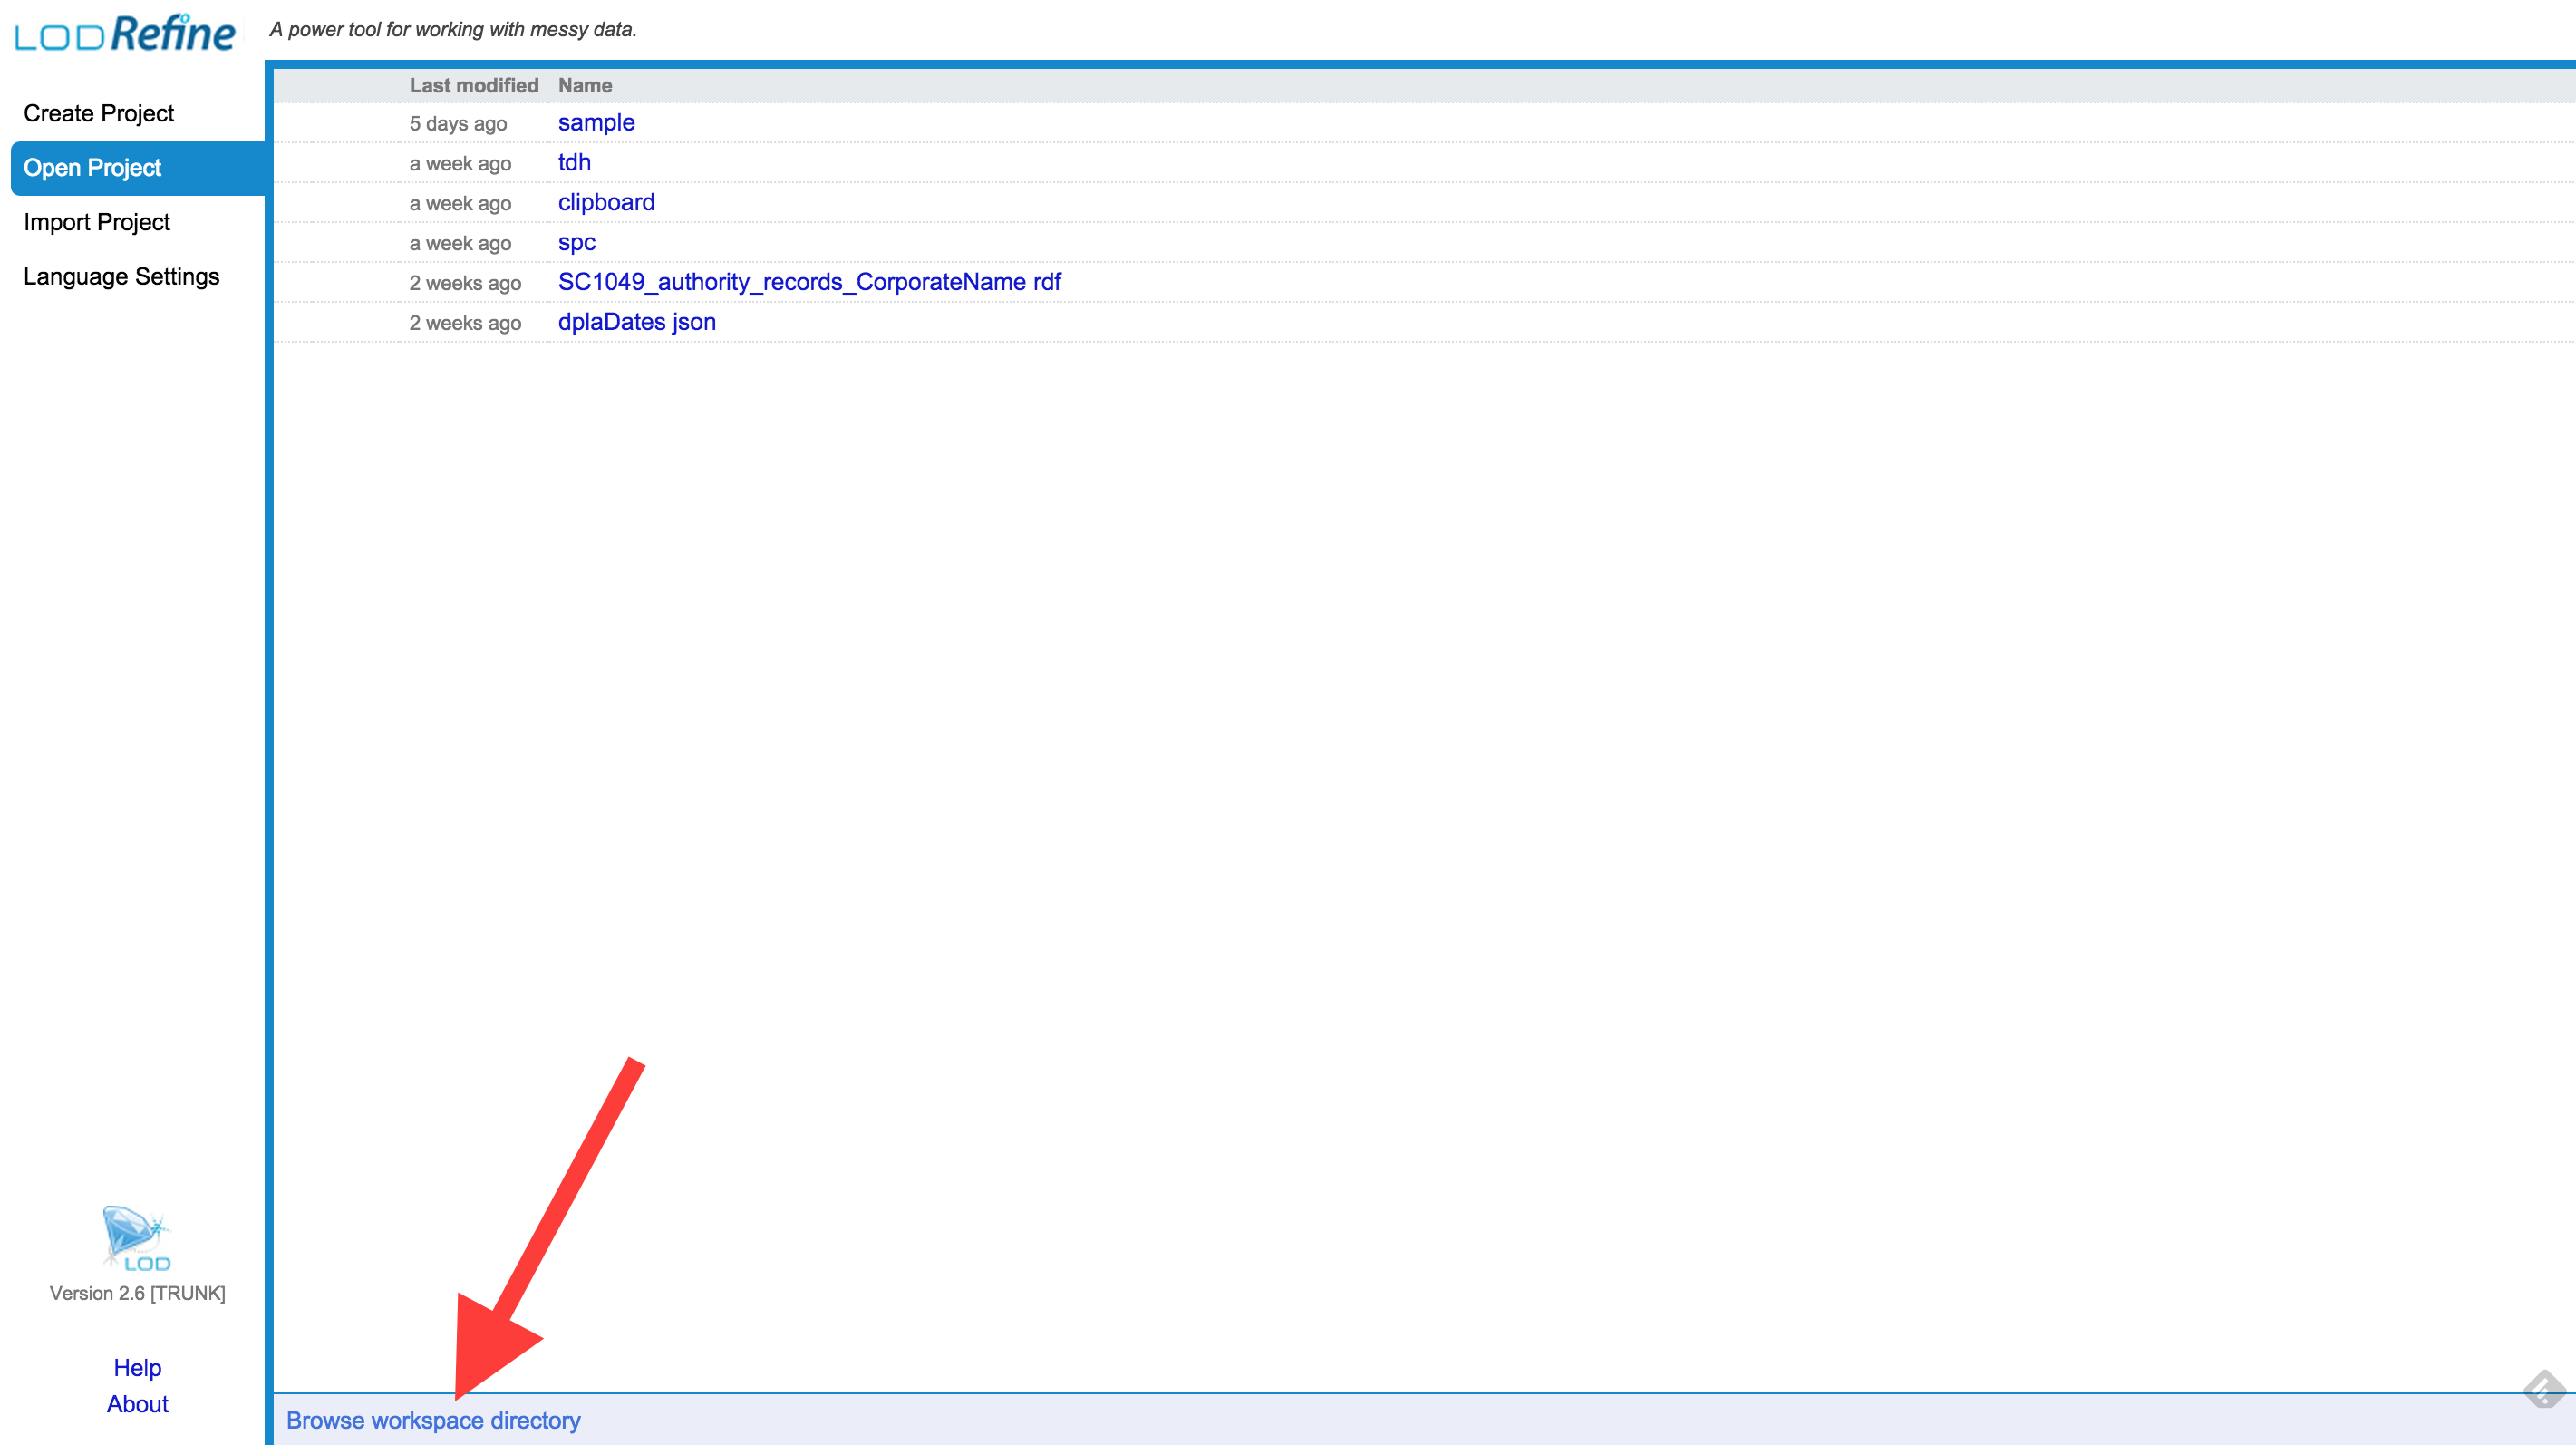 LOD Refine
A power tool for working with messy data.
Create Project
Open Project
Import Project
Language Settings
Last modified Name
5 days ago sample
a week ago tdh
a week ago clipboard
a week ago spc
2 weeks ago SC1049_authority_records_CorporateName rdf
2 weeks ago dplaDates json
LOD
Version 2.6 [TRUNK]
Help
About
Browse workspace directory